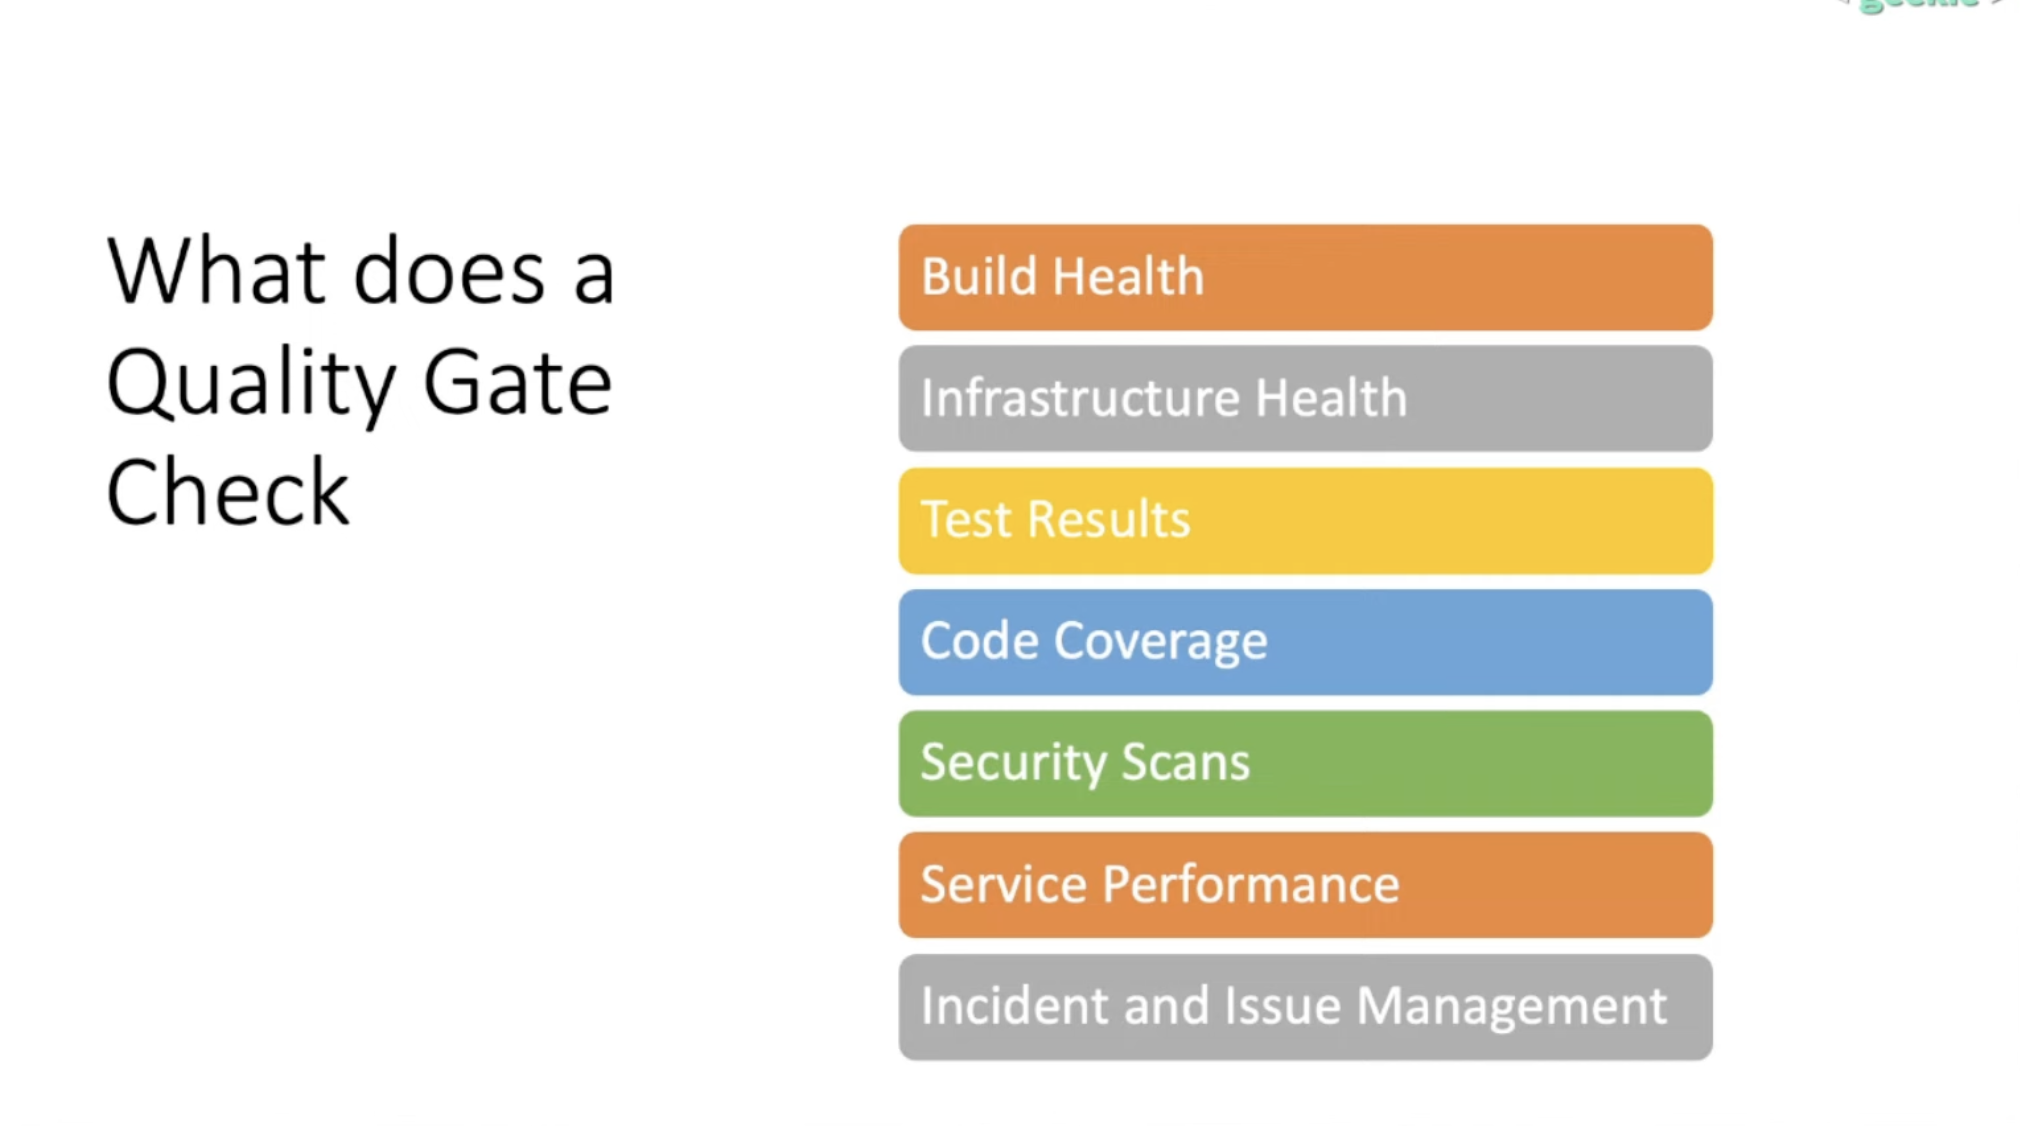 What does a
Quality Gate
Check
Build Health
Infrastructure Health
Test Results
Code Coverage
Security Scans
Service Performance
Incident and Issue Management